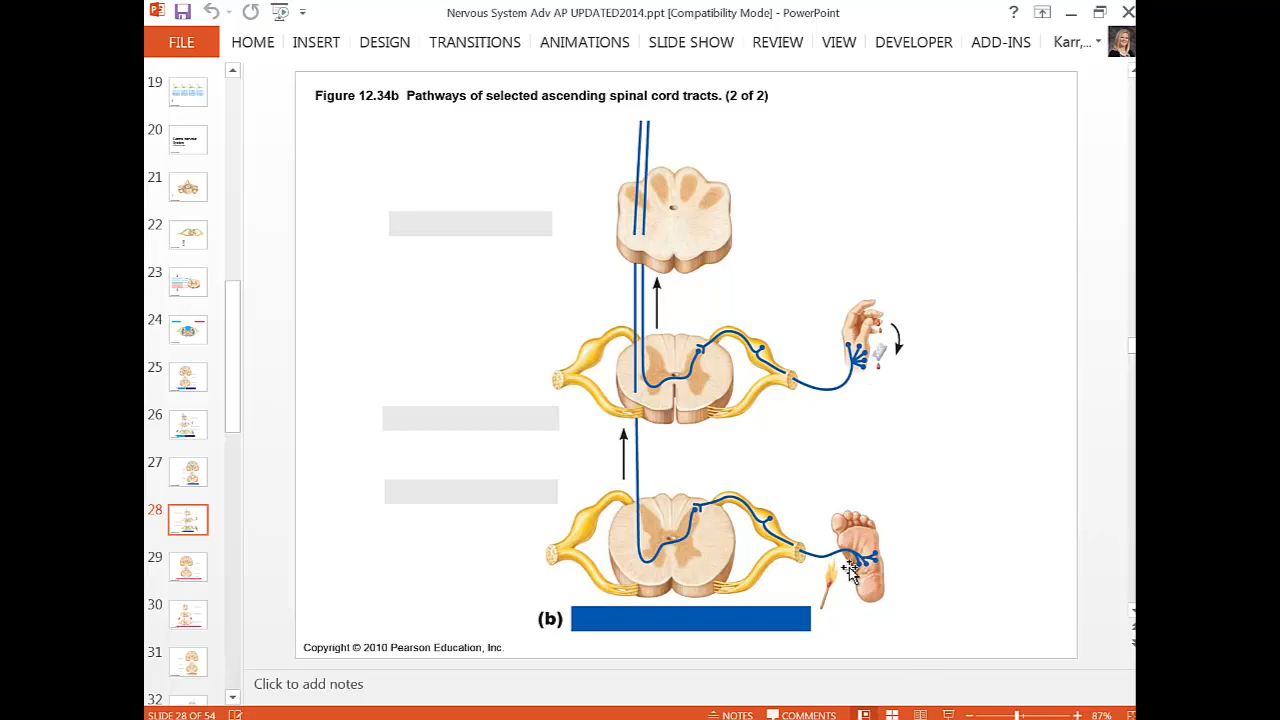 Nervous System Adv AP UPDATED2014.ppt [Compatibility Mode] - PowerPoint
?
FILE HOME INSERT DESIGN TRANSITIONS ANIMATIONS SLIDE SHOW REVIEW VIEW DEVELOPER ADD-INS Karr,...
19
20
21
22
23
24
25
26
27
28
29
30
31
32
Figure 12.34b Pathways of selected ascending spinal cord tracts. (2 of 2)
(b)
Copyright © 2010 Pearson Education, Inc.
Click to add notes
SLIDE 28 OF 54 NOTES COMMENTS 87%